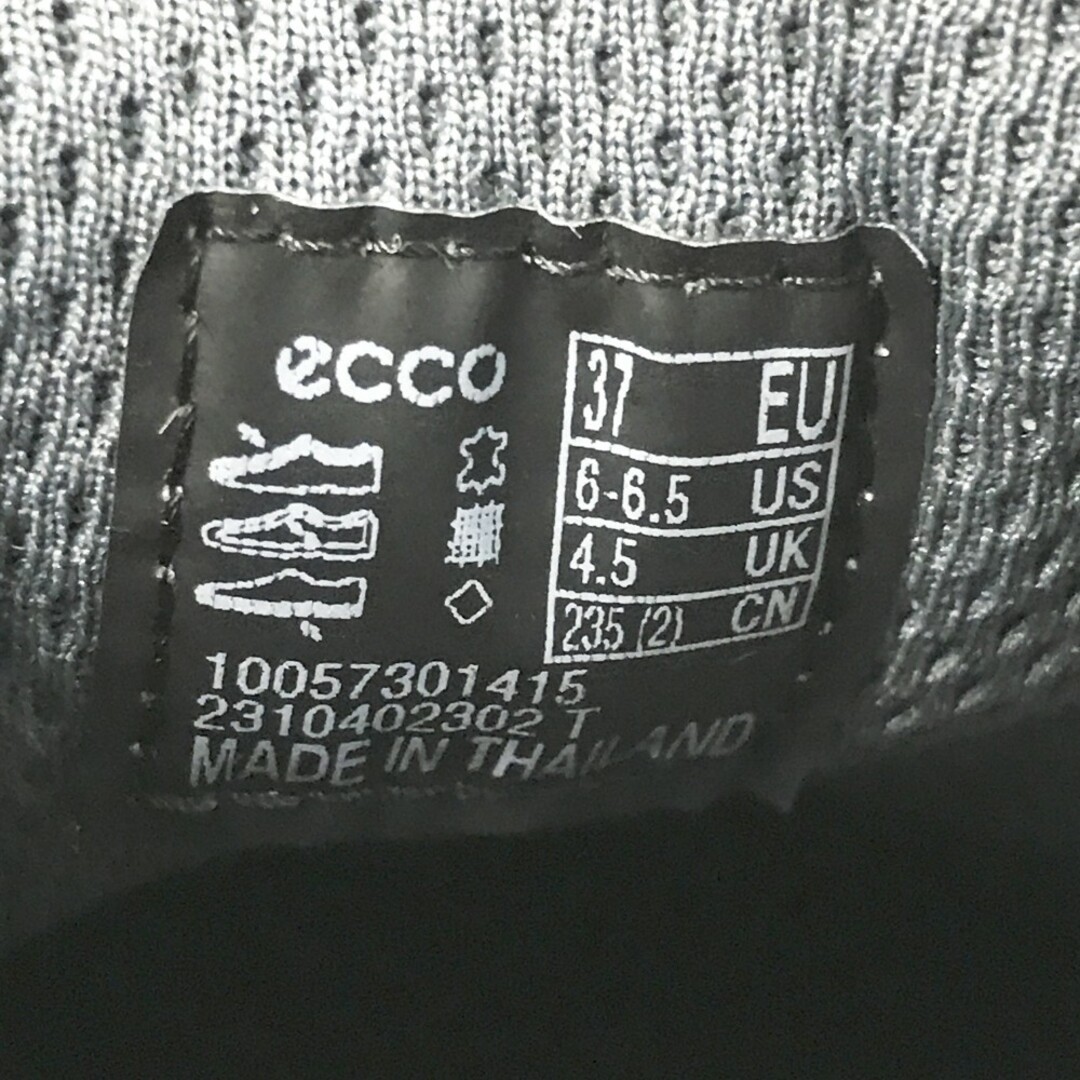 ecco
37 EU
6-6.5 US
4.5 UK
235 (2) CN
10057301415
2310402302 T
MADE IN THAILAND